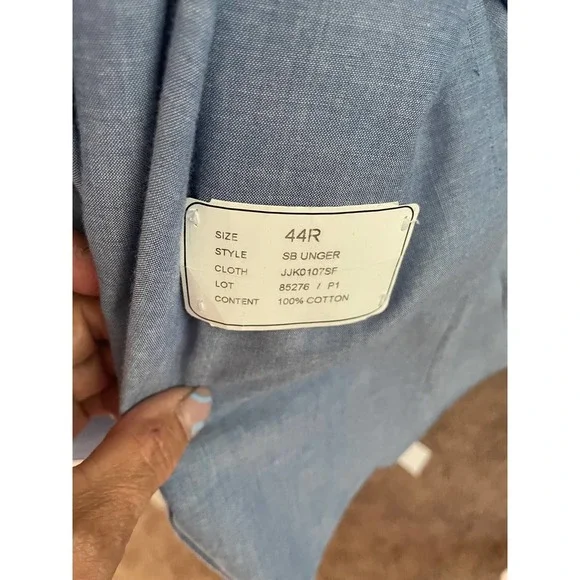 SIZE 44R
STYLE SB UNGER
CLOTH JJK0107SF
LOT 85276 / P1
CONTENT 100% COTTON